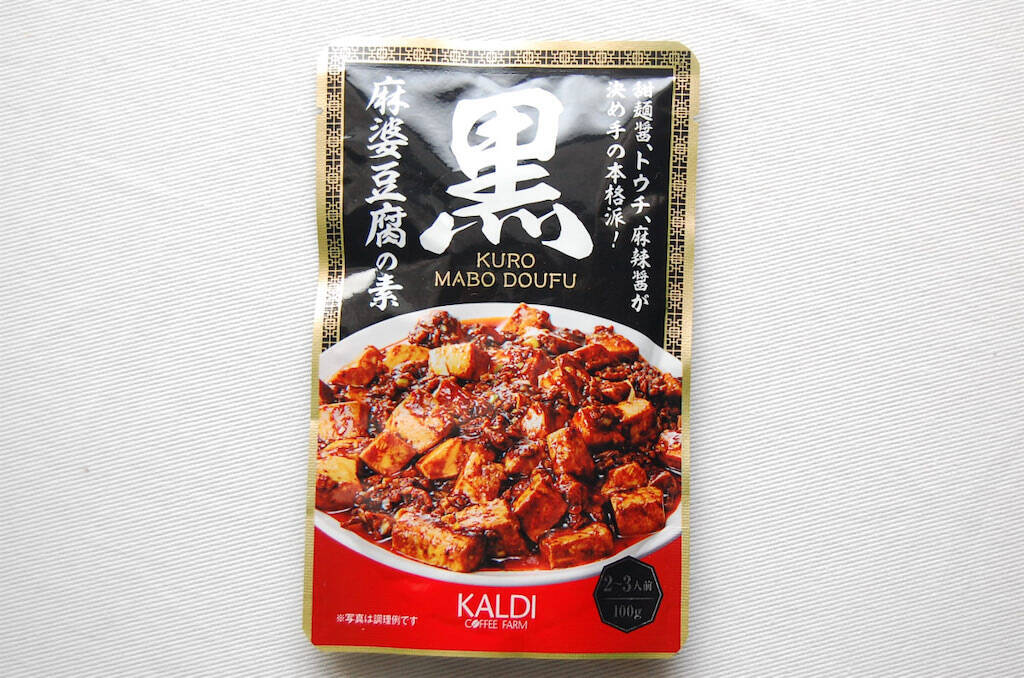 甜麺醤、トウチ、麻辣醤が
決め手の本格派！
黒
麻婆豆腐の素
KURO
MABO DOUFU
2~3人前
100g
KALDI
COFFEE FARM
※写真は調理例です